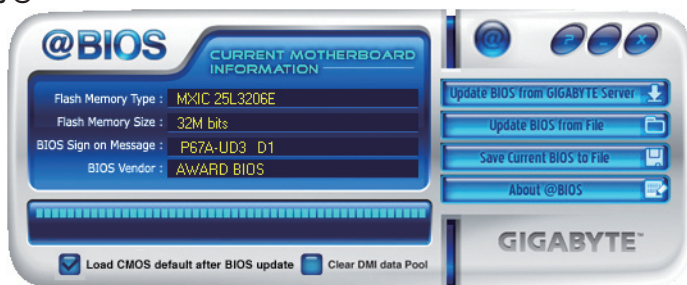 @BIOS
CURRENT MOTHERBOARD
INFORMATION
Flash Memory Type : MXIC 25L3206E
Flash Memory Size : 32M bits
BIOS Sign on Message : P67A-UD3 D1
BIOS Vendor : AWARD BIOS
Load CMOS default after BIOS update Clear DMI data Pool
@ ? - X
Update BIOS from GIGABYTE Server
Update BIOS from File
Save Current BIOS to File
About @BIOS
GIGABYTE™